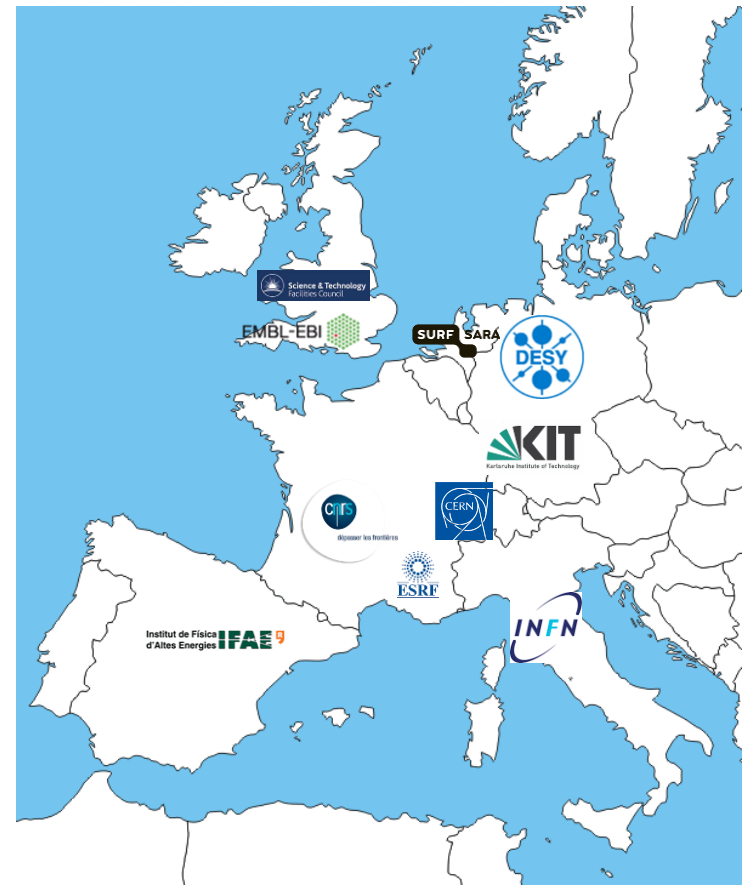 Science & Technology
Facilities Council
EMBL-EBI
SURF SARA
DESY
KIT
Karlsruhe Institute of Technology
CERN
cnrs
dépasser les frontières
ESRF
INFN
Institut de Física
d'Altes Energies
IFAE